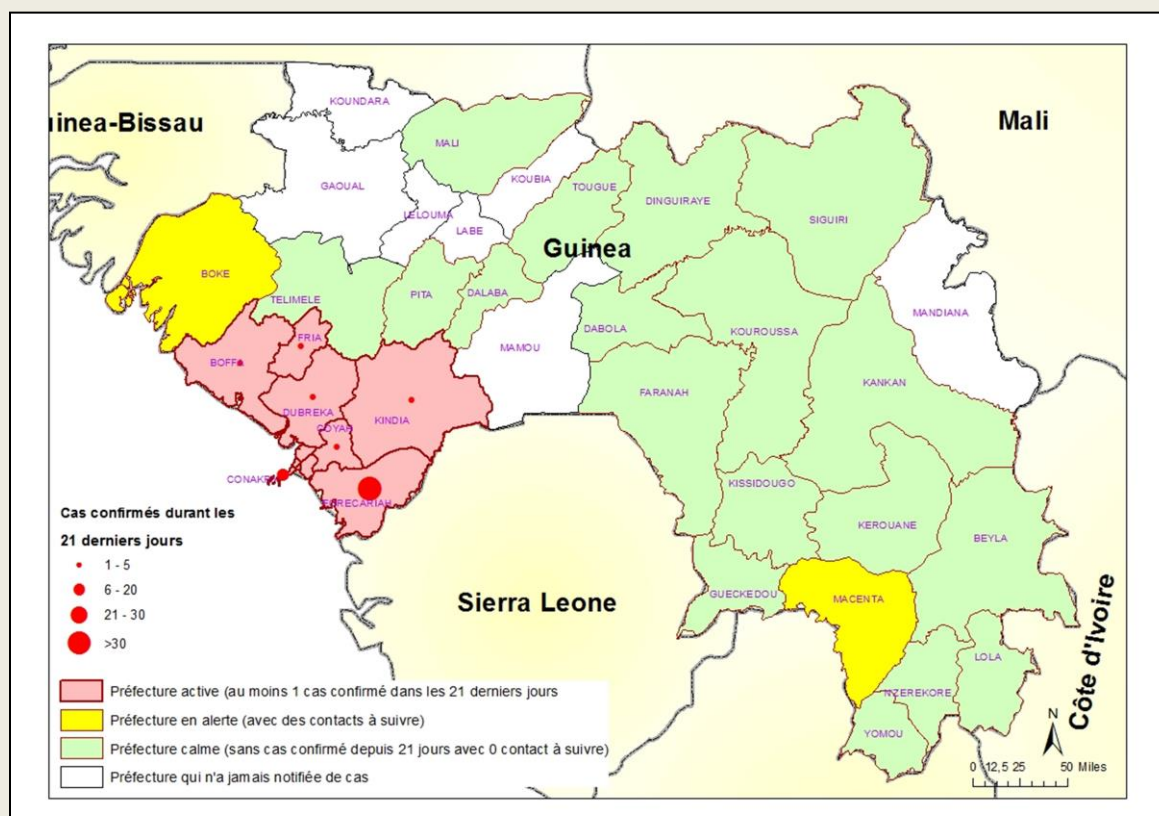 KOUNDARA
uinea-Bissau
Mali
MALI
KOUBIA
GAOUAL
TOUGUE
DINGUIRAYE
LELOUMA
SIGUIRI
LABE
Guinea
BOKE
TELIMELE
PITA
DALABA
MANDIANA
DABOLA
KOUROUSSA
FRIA
MAMOU
BOFFA
KANKAN
FARANAH
DUBREKA
KINDIA
COYAH
CONAKRY
KISSIDOUGO
FORECARIAH
KEROUANE
BEYLA
Cas confirmés durant les
21 derniers jours
1 - 5
6 - 20
21 - 30
>30
GUECKEDOU
MACENTA
Sierra Leone
Côte d'Ivoire
LOLA
N'ZEREKORE
YOMOU
Préfecture active (au moins 1 cas confirmé dans les 21 derniers jours
Préfecture en alerte (avec des contacts à suivre)
Préfecture calme (sans cas confirmé depuis 21 jours avec 0 contact à suivre)
Préfecture qui n'a jamais notifiée de cas
N
0 12,5 25 50 Miles